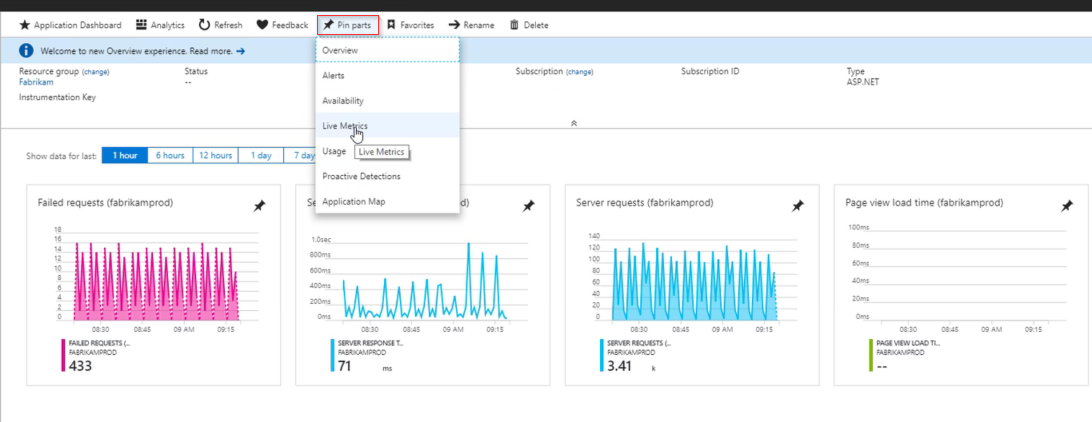 Application Dashboard Analytics Refresh Feedback Pin parts Favorites Rename Delete
Welcome to new Overview experience. Read more. →
Resource group (change) Status Subscription (change) Subscription ID Type
Fabrikam -- ASP.NET
Instrumentation Key
Overview
Alerts
Availability
Live Metrics
Usage
Live Metrics
Proactive Detections
Application Map
Show data for last: 1 hour 6 hours 12 hours 1 day 7 day
Failed requests (fabrikamprod)
18
16
14
12
10
8
6
4
2
0
08:30 08:45 09 AM 09:15
FAILED REQUESTS (...
FABRIKAMPROD
433
Se d)
1.0sec
800ms
600ms
400ms
200ms
0ms
08:30 08:45 09 AM 09:15
SERVER RESPONSE T...
FABRIKAMPROD
71 ms
Server requests (fabrikamprod)
140
120
100
80
60
40
20
0
08:30 08:45 09 AM 09:15
SERVER REQUESTS (...
FABRIKAMPROD
3.41 k
Page view load time (fabrikamprod)
100ms
80ms
60ms
40ms
20ms
0ms
08:30 08:45 09 AM 09:15
PAGE VIEW LOAD TI...
FABRIKAMPROD
--